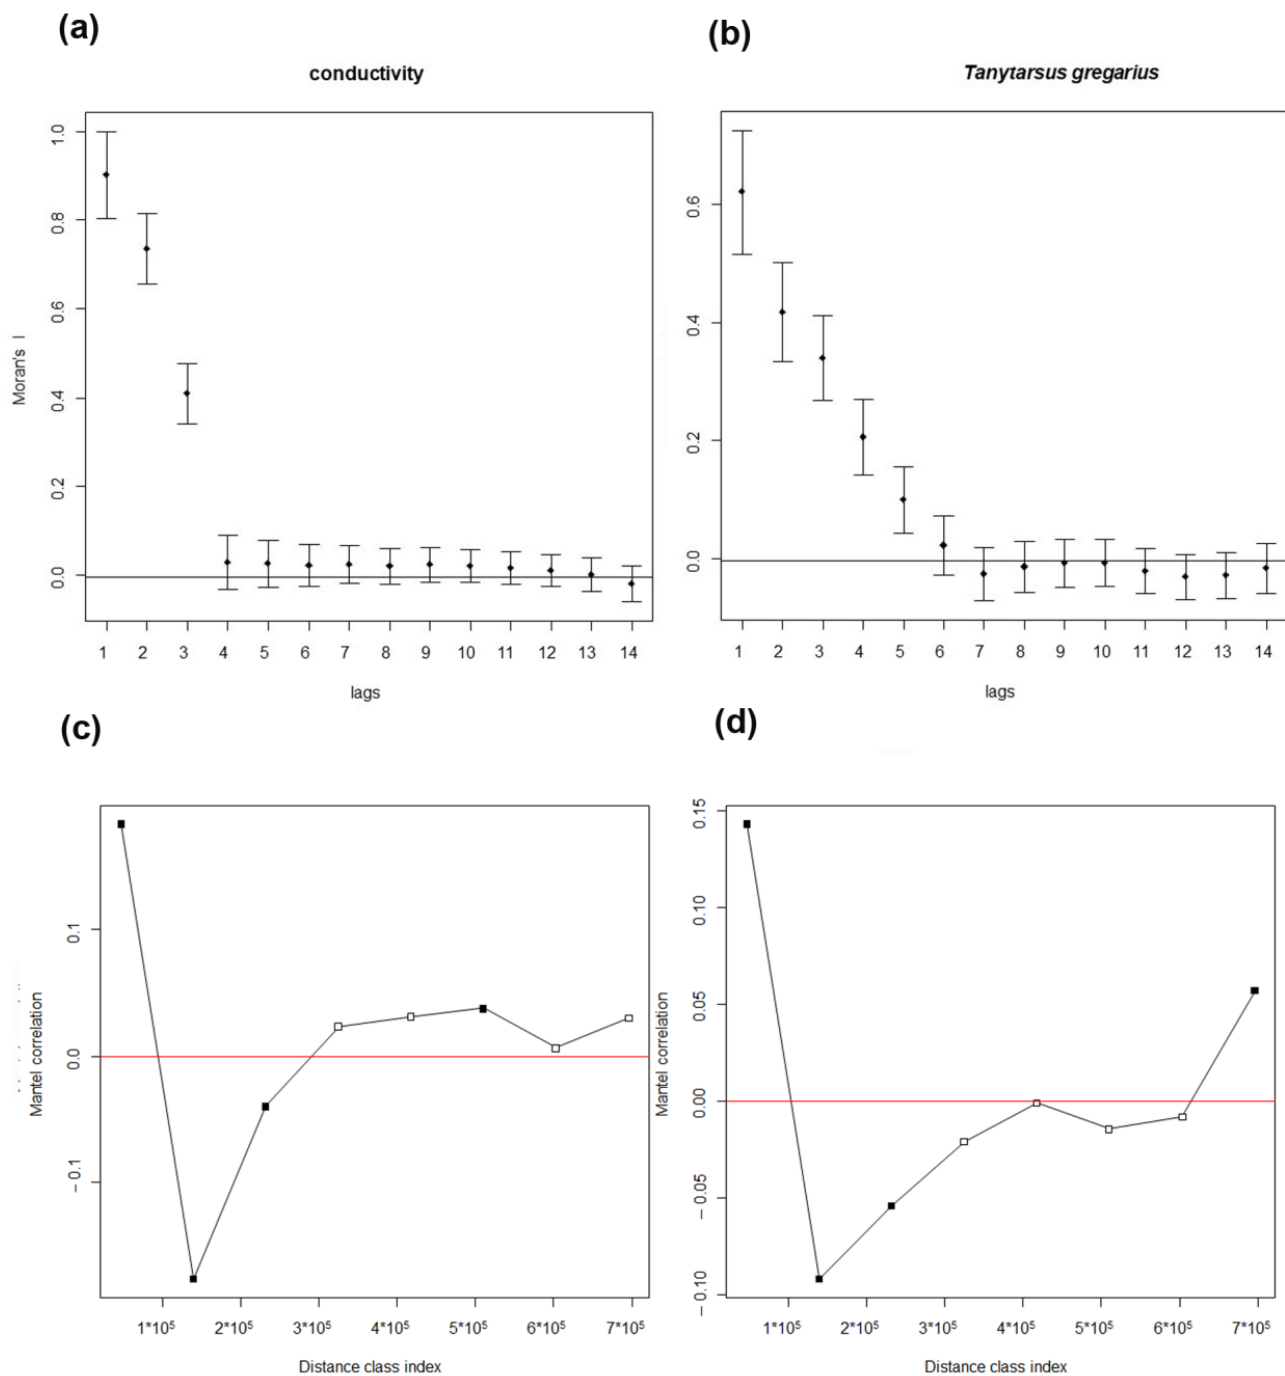 (a)
conductivity
Moran's I
1.0
0.8
0.6
0.4
0.2
0.0
1 2 3 4 5 6 7 8 9 10 11 12 13 14
lags
(b)
Tanytarsus gregarius
0.6
0.4
0.2
0.0
1 2 3 4 5 6 7 8 9 10 11 12 13 14
lags
(c)
Mantel correlation
0.1
0.0
− 0.1
1*10⁵ 2*10⁵ 3*10⁵ 4*10⁵ 5*10⁵ 6*10⁵ 7*10⁵
Distance class index
(d)
Mantel correlation
0.15
0.10
0.05
0.00
− 0.05
− 0.10
1*10⁵ 2*10⁵ 3*10⁵ 4*10⁵ 5*10⁵ 6*10⁵ 7*10⁵
Distance class index